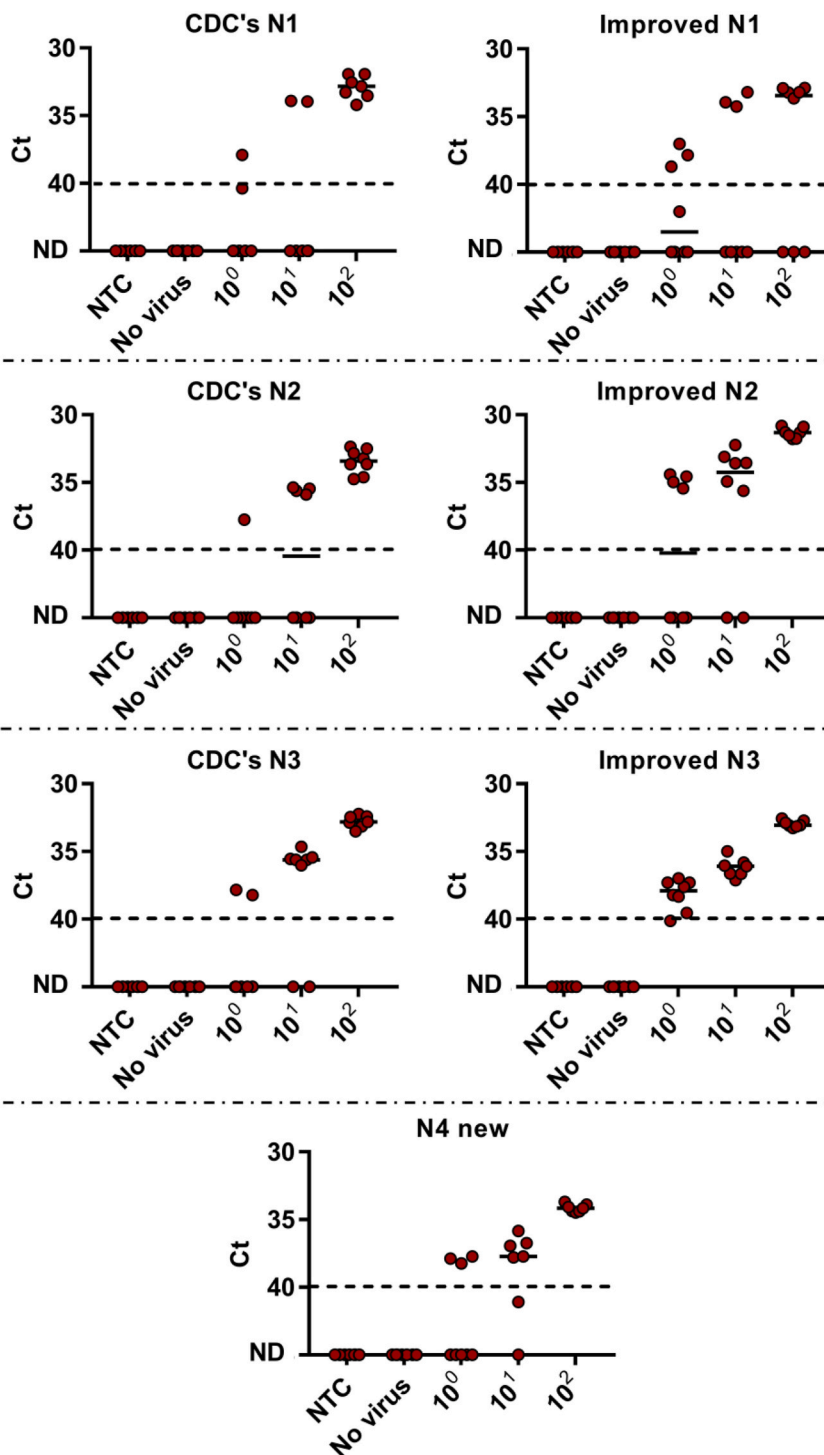 CDC's N1
30
35
40
ND
Ct
NTC
No virus
10⁰
10¹
10²
Improved N1
30
35
40
ND
Ct
NTC
No virus
10⁰
10¹
10²
CDC's N2
30
35
40
ND
Ct
NTC
No virus
10⁰
10¹
10²
Improved N2
30
35
40
ND
Ct
NTC
No virus
10⁰
10¹
10²
CDC's N3
30
35
40
ND
Ct
NTC
No virus
10⁰
10¹
10²
Improved N3
30
35
40
ND
Ct
NTC
No virus
10⁰
10¹
10²
N4 new
30
35
40
ND
Ct
NTC
No virus
10⁰
10¹
10²